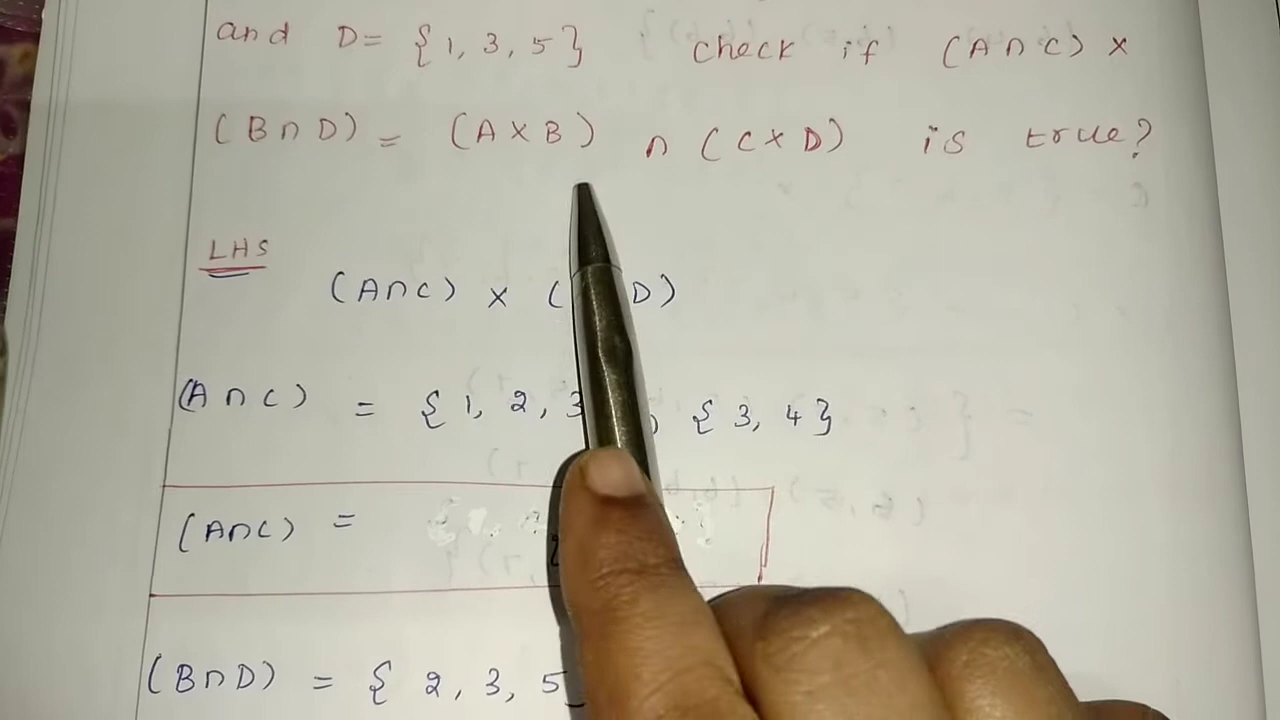 and D = {1, 3, 5} check if (A∩C) ×
(B∩D) = (A×B) ∩ (C×D) is true?
LHS
(A∩C) × ( D)
(A∩C) = {1, 2, 3 {3, 4}
(A∩C) = {
(B∩D) = {2, 3, 5